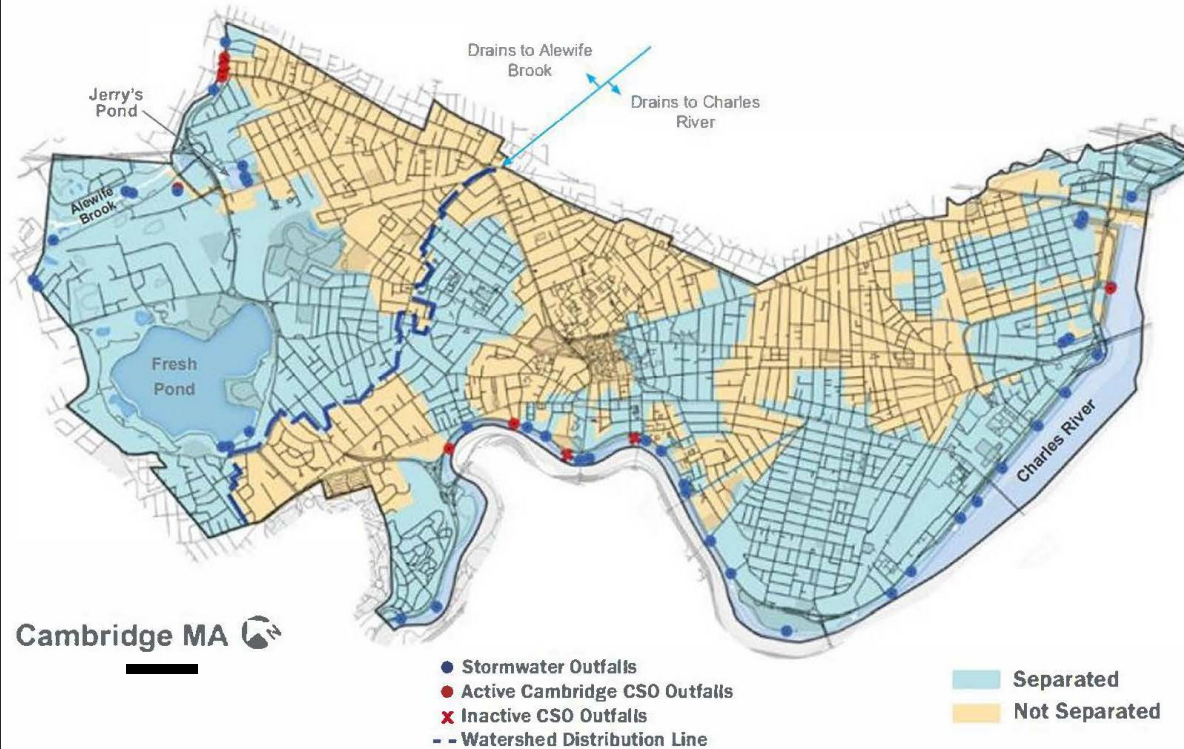 Drains to Alewife
Brook
Drains to Charles
River
Jerry's
Pond
Alewife
Brook
Fresh
Pond
Charles River
Cambridge MA
N
Stormwater Outfalls
Active Cambridge CSO Outfalls
Inactive CSO Outfalls
Watershed Distribution Line
Separated
Not Separated